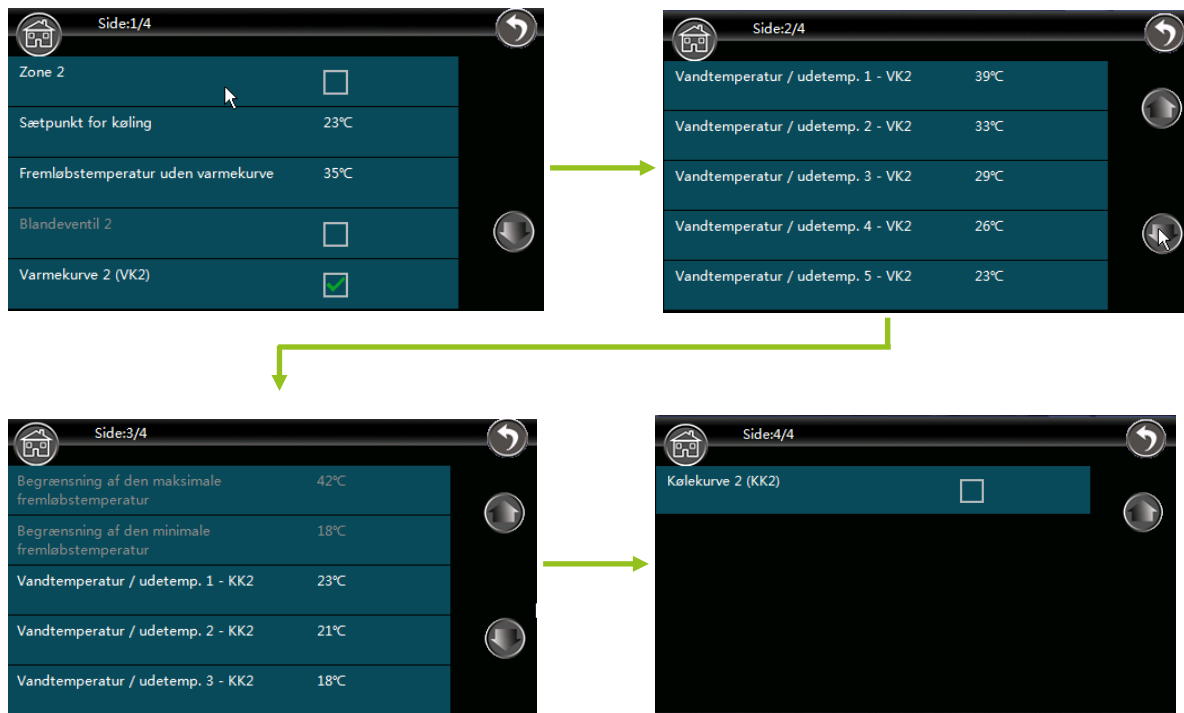 Side:1/4
Zone 2
Sætpunkt for køling 23℃
Fremløbstemperatur uden varmekurve 35℃
Blandeventil 2
Varmekurve 2 (VK2)
Side:2/4
Vandtemperatur / udetemp. 1 - VK2 39℃
Vandtemperatur / udetemp. 2 - VK2 33℃
Vandtemperatur / udetemp. 3 - VK2 29℃
Vandtemperatur / udetemp. 4 - VK2 26℃
Vandtemperatur / udetemp. 5 - VK2 23℃
Side:3/4
Begrænsning af den maksimale 42℃
fremløbstemperatur
Begrænsning af den minimale 18℃
fremløbstemperatur
Vandtemperatur / udetemp. 1 - KK2 23℃
Vandtemperatur / udetemp. 2 - KK2 21℃
Vandtemperatur / udetemp. 3 - KK2 18℃
Side:4/4
Kølekurve 2 (KK2)